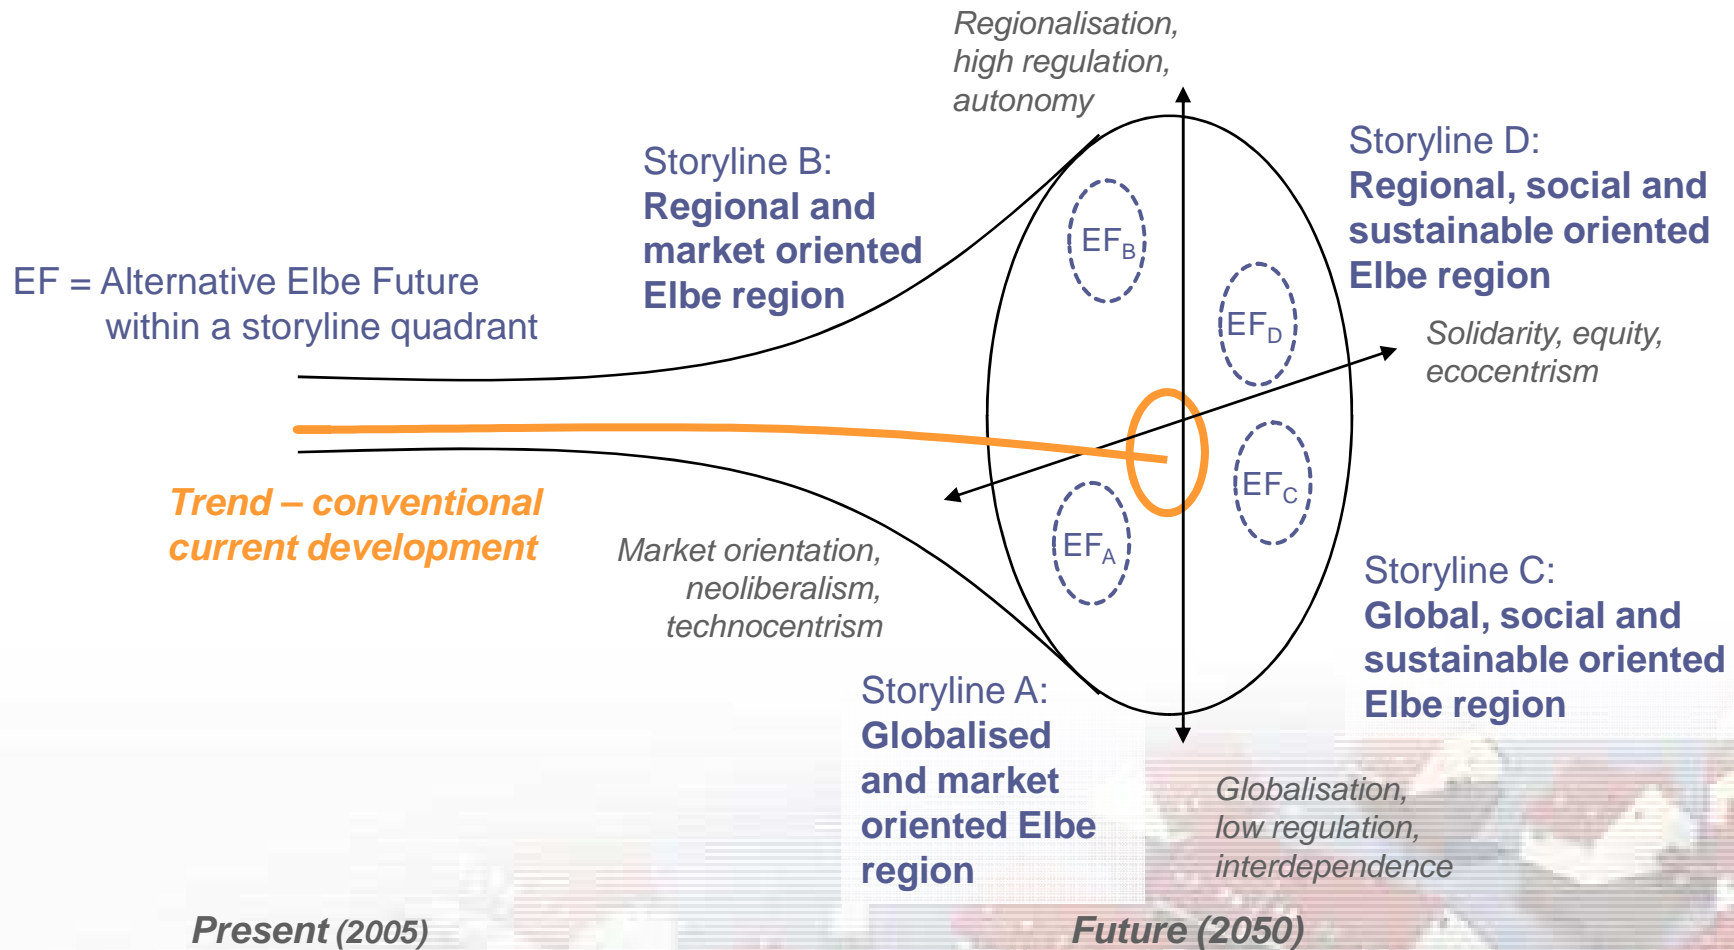 Regionalisation,
high regulation,
autonomy
Storyline B:
Regional and
market oriented
Elbe region
Storyline D:
Regional, social and
sustainable oriented
Elbe region
EF = Alternative Elbe Future
within a storyline quadrant
EFB
EFD
Solidarity, equity,
ecocentrism
Trend – conventional
current development
EFC
EFA
Market orientation,
neoliberalism,
technocentrism
Storyline C:
Global, social and
sustainable oriented
Elbe region
Storyline A:
Globalised
and market
oriented Elbe
region
Globalisation,
low regulation,
interdependence
Present (2005)
Future (2050)